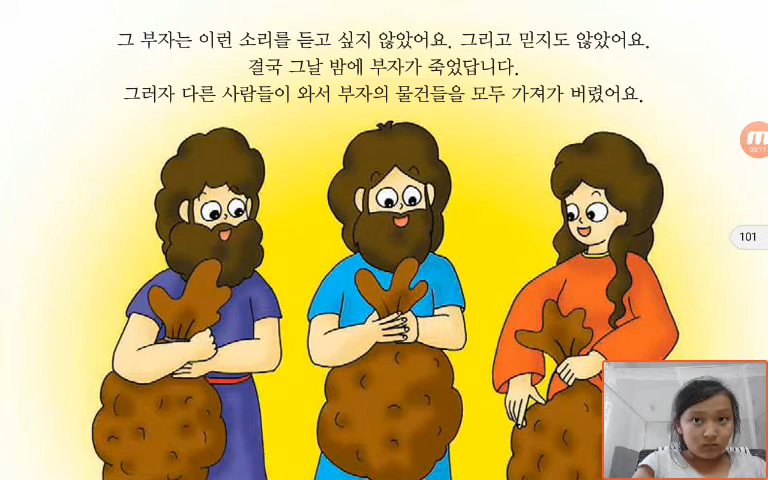 그 부자는 이런 소리를 듣고 싶지 않았어요. 그리고 믿지도 않았어요.
결국 그날 밤에 부자가 죽었답니다.
그러자 다른 사람들이 와서 부자의 물건들을 모두 가져가 버렸어요.
101